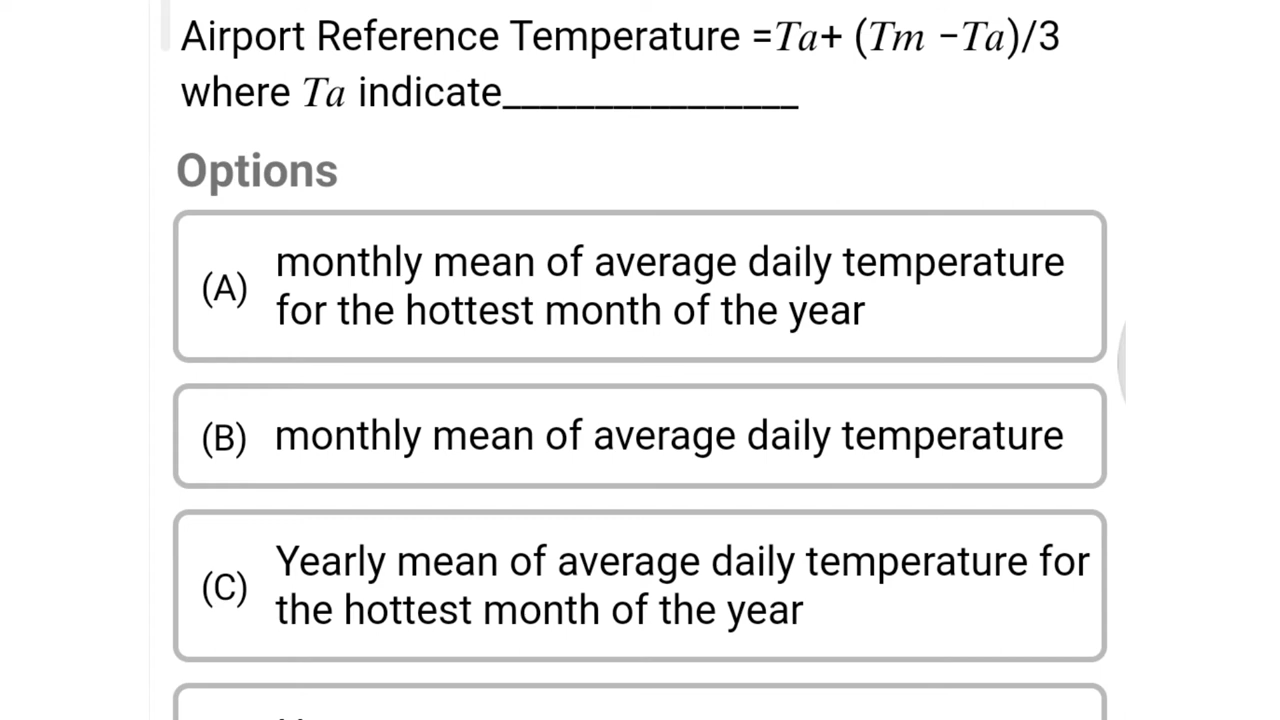 Airport Reference Temperature =Ta+ (Tm −Ta)/3
where Ta indicate________________
Options
(A) monthly mean of average daily temperature
for the hottest month of the year
(B) monthly mean of average daily temperature
(C) Yearly mean of average daily temperature for
the hottest month of the year